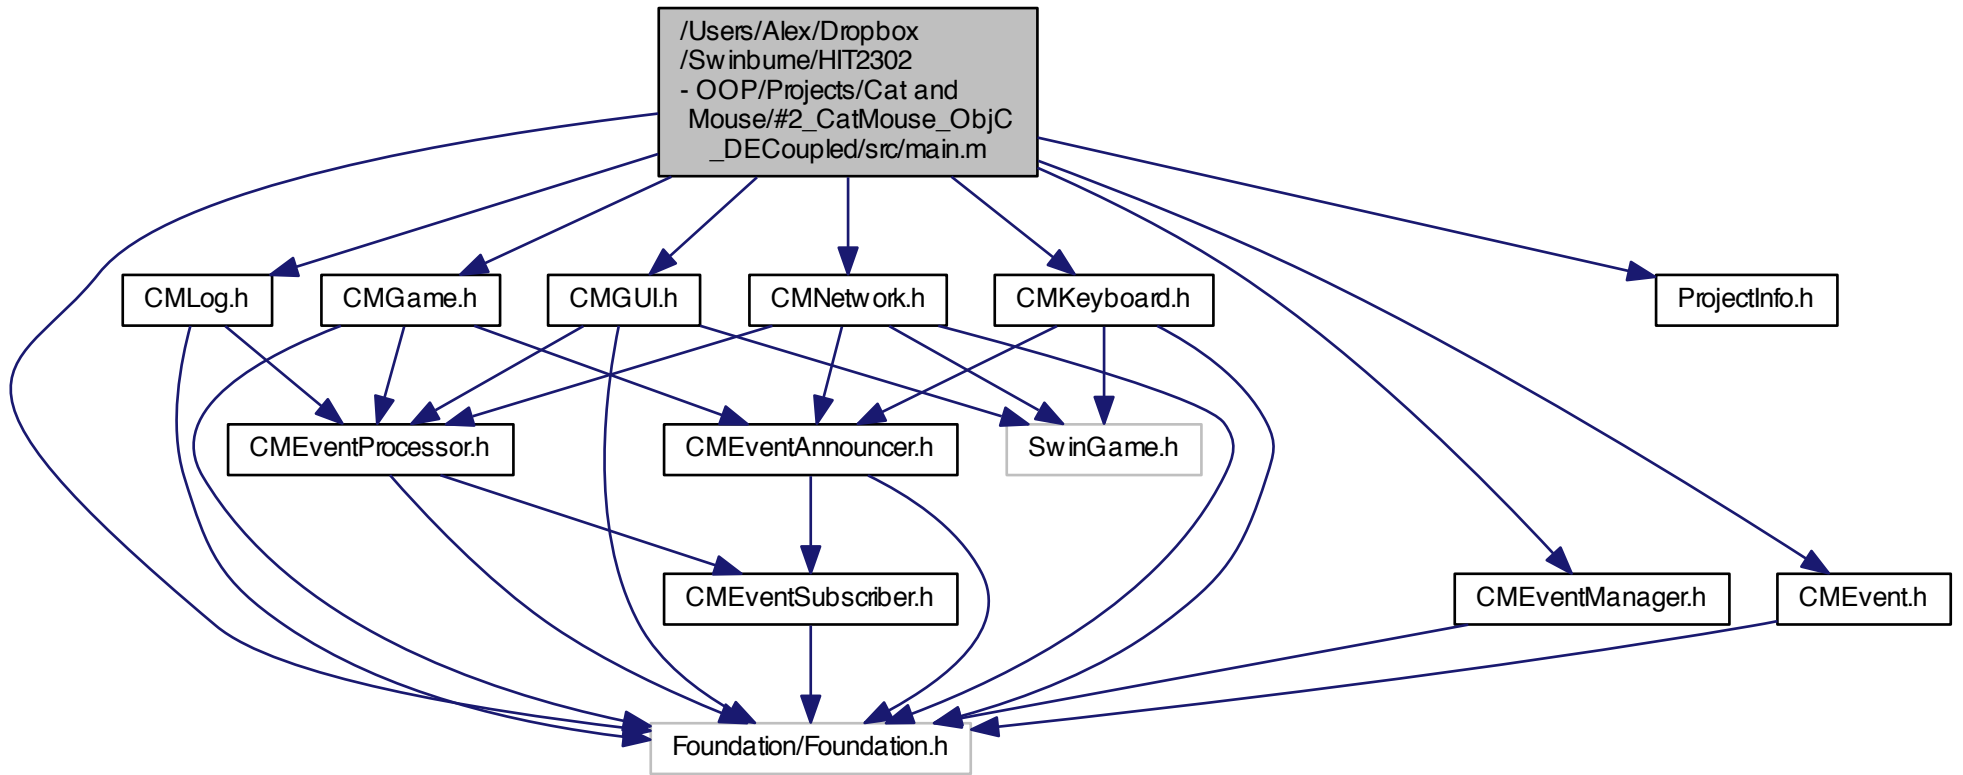 /Users/Alex/Dropbox
/Swinburne/HIT2302
- OOP/Projects/Cat and
Mouse/#2_CatMouse_ObjC
_DECoupled/src/main.m
CMLog.h
CMGame.h
CMGUI.h
CMNetwork.h
CMKeyboard.h
ProjectInfo.h
CMEventProcessor.h
CMEventAnnouncer.h
SwinGame.h
CMEventSubscriber.h
CMEventManager.h
CMEvent.h
Foundation/Foundation.h